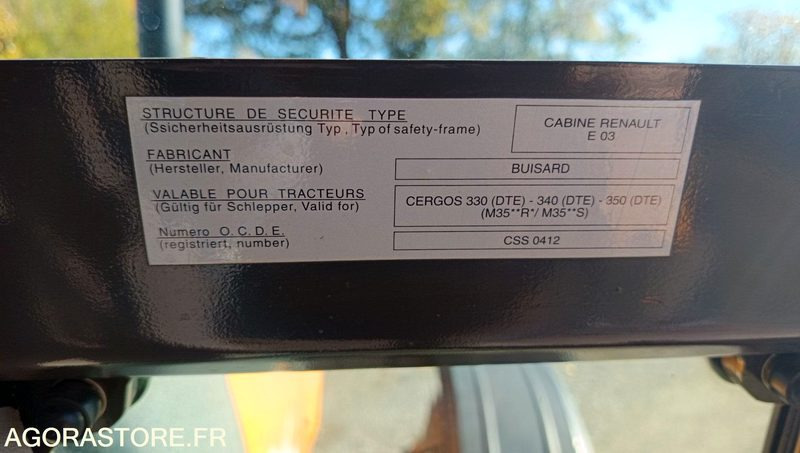 STRUCTURE DE SECURITE TYPE
(Ssicherheitsausrüstung Typ, Typ of safety-frame)
CABINE RENAULT
E 03
FABRICANT
(Hersteller, Manufacturer)
BUISARD
VALABLE POUR TRACTEURS
(Gültig für Schlepper, Valid for)
CERGOS 330 (DTE) - 340 (DTE) - 350 (DTE)
(M35**R*/ M35**S)
Numero O.C.D.E.
(registriert, number)
CSS 0412
AGORASTORE.FR